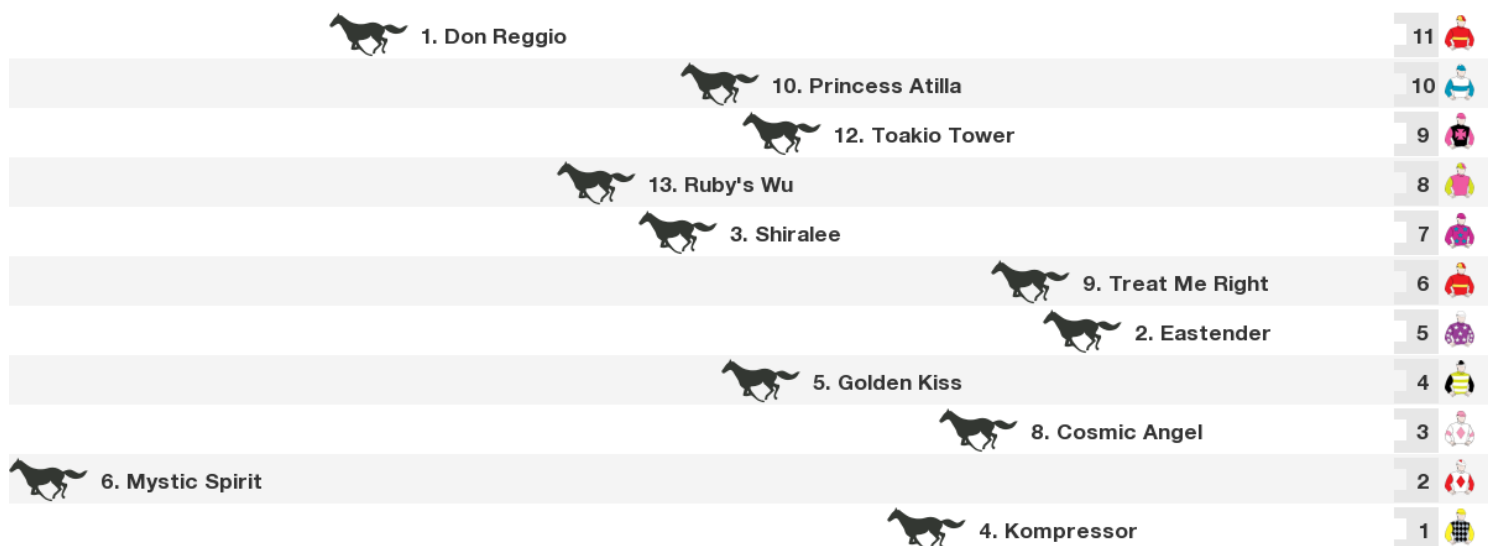 1. Don Reggio 11
10. Princess Atilla 10
12. Toakio Tower 9
13. Ruby's Wu 8
3. Shiralee 7
9. Treat Me Right 6
2. Eastender 5
5. Golden Kiss 4
8. Cosmic Angel 3
6. Mystic Spirit 2
4. Kompressor 1